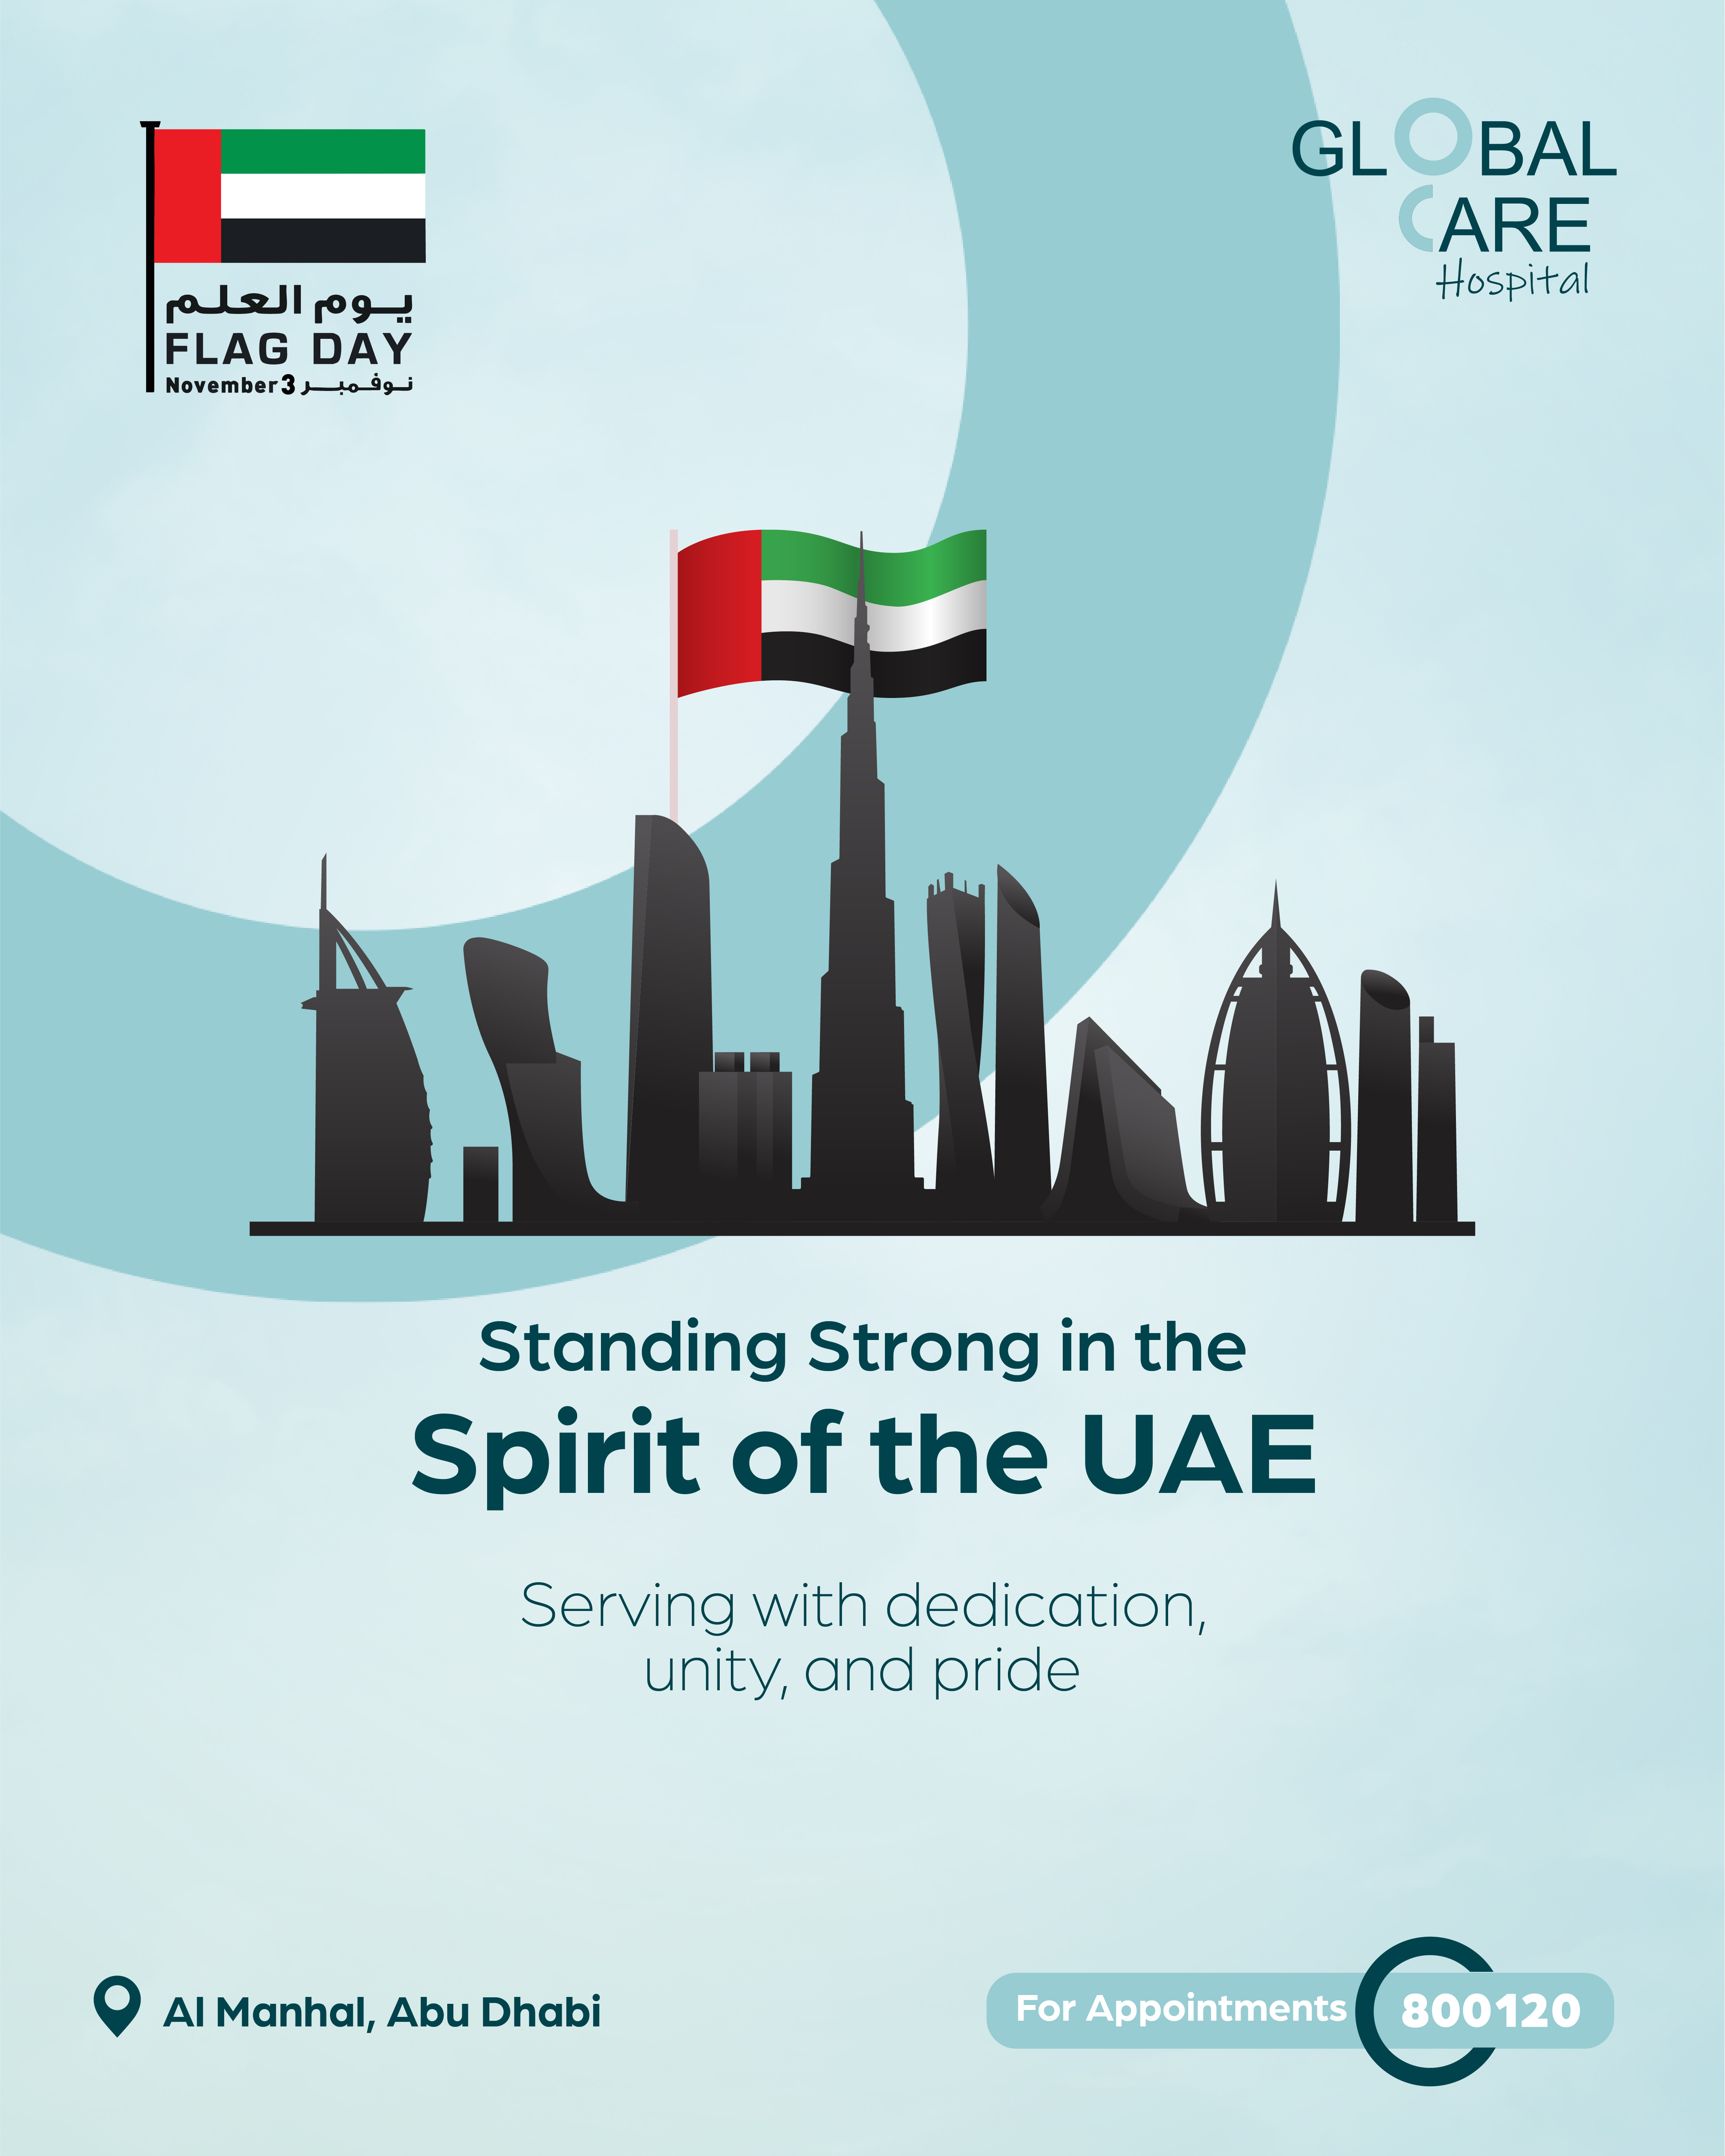 يوم العلم
FLAG DAY
November 3 نوفمبر
GLOBAL
CARE
Hospital
Standing Strong in the
Spirit of the UAE
Serving with dedication,
unity, and pride
Al Manhal, Abu Dhabi
For Appointments 800120